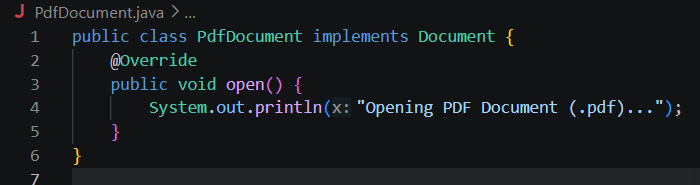 J PdfDocument.java > ...
1 public class PdfDocument implements Document {
2 @Override
3 public void open() {
4 System.out.println(x: "Opening PDF Document (.pdf)...");
5 }
6 }
7